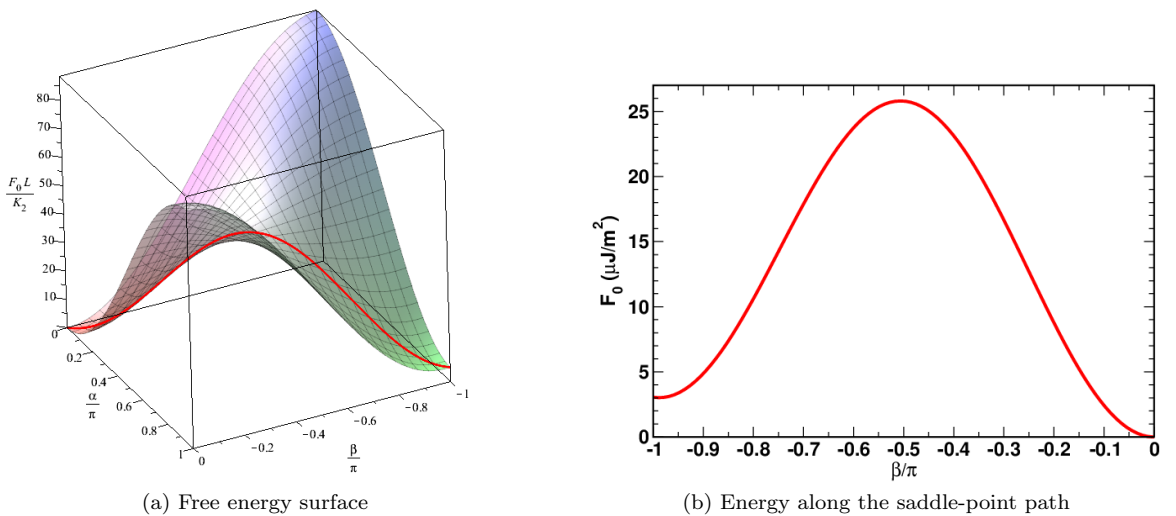 80
70
60
50
40
30
20
10
0
F₀ L
K₂
0.2
0.4
0.6
0.8
1
α
π
0
−0.2
−0.4
−0.6
−0.8
−1
β
π
(a) Free energy surface
25
20
15
10
5
0
F₀ (μJ/m²)
-1 -0.9 -0.8 -0.7 -0.6 -0.5 -0.4 -0.3 -0.2 -0.1 0
β/π
(b) Energy along the saddle-point path